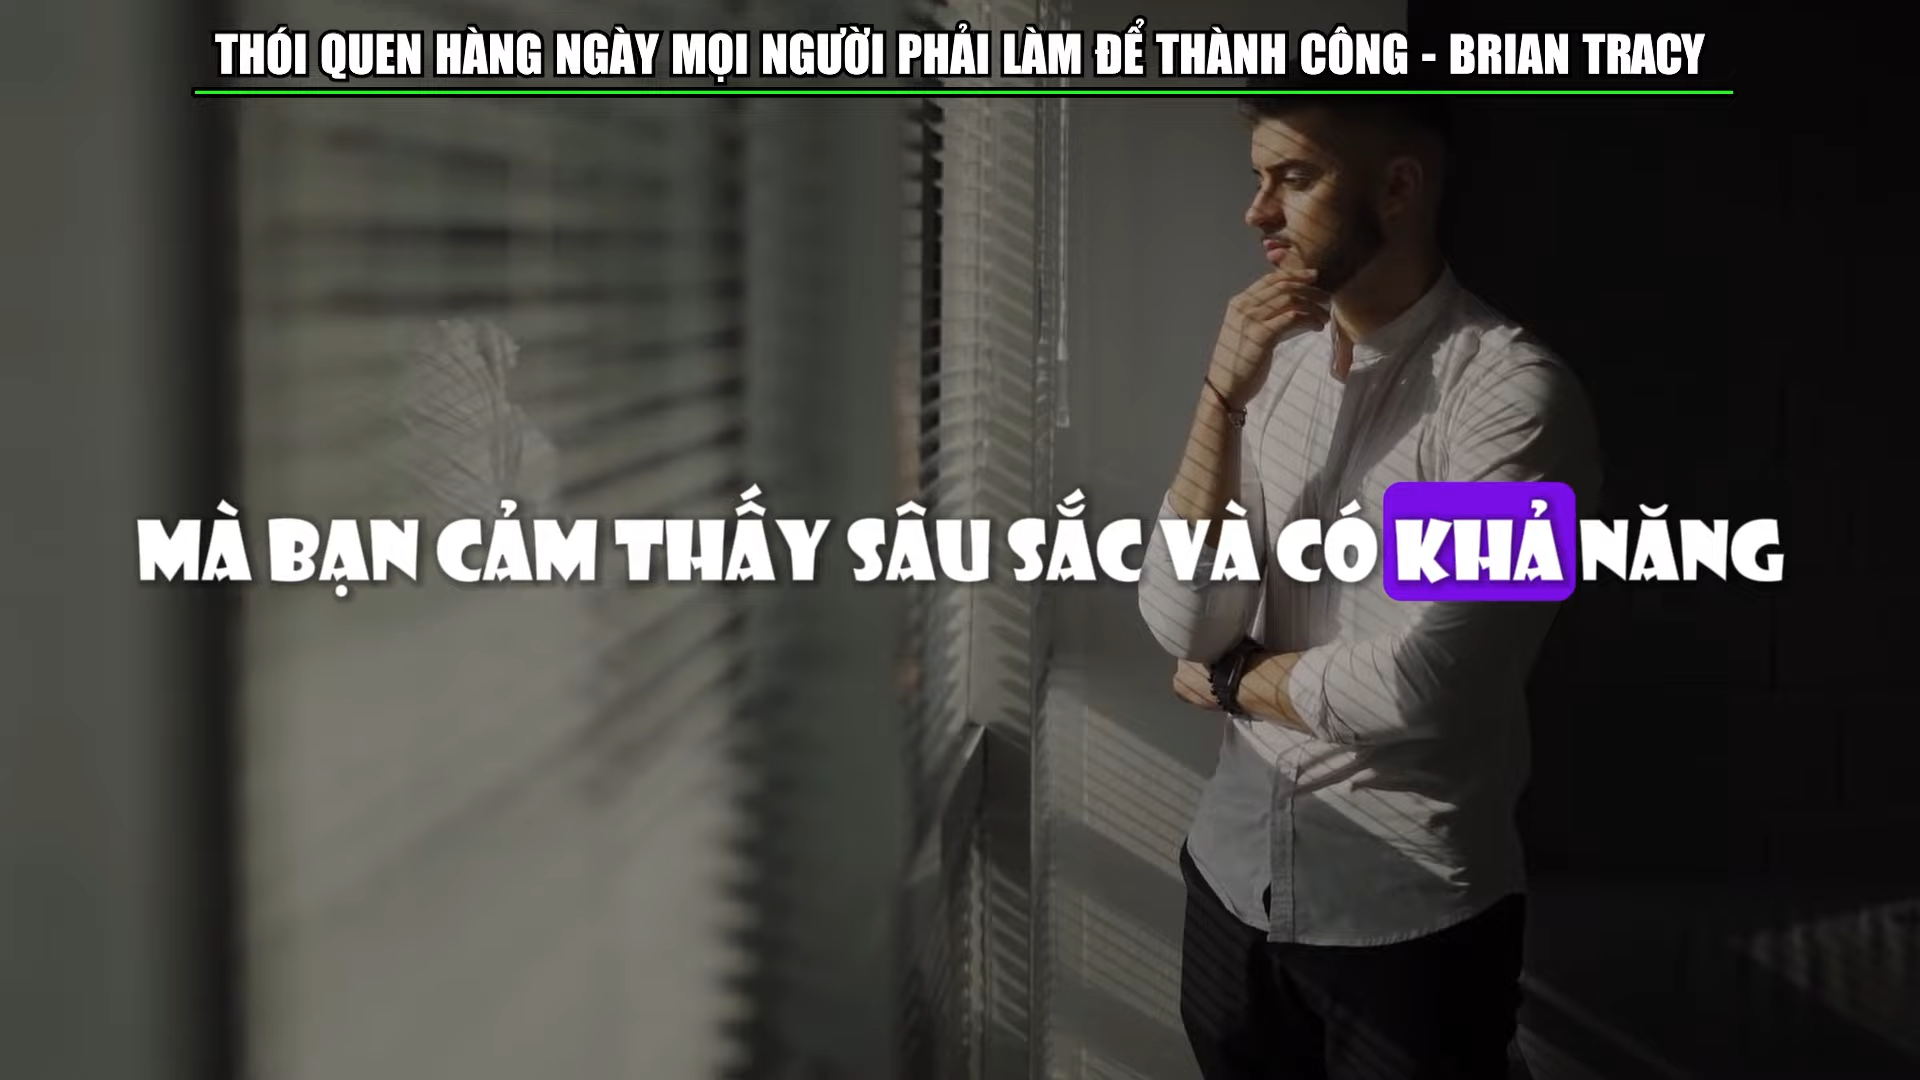 THÓI QUEN HÀNG NGÀY MỌI NGƯỜI PHẢI LÀM ĐỂ THÀNH CÔNG - BRIAN TRACY
MÀ BẠN CẢM THẤY SÂU SẮC VÀ CÓ KHẢ NĂNG